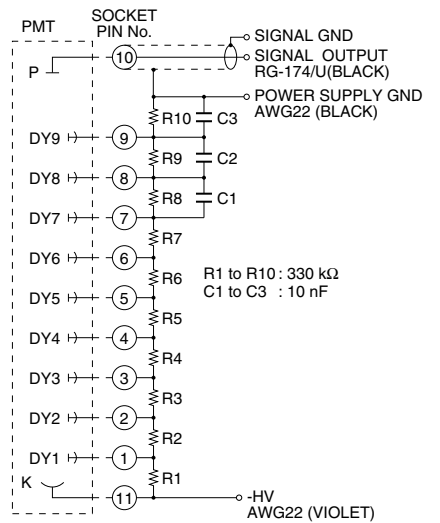 PMT
SOCKET
PIN No.
SIGNAL GND
P
10
SIGNAL OUTPUT
RG-174/U(BLACK)
POWER SUPPLY GND
AWG22 (BLACK)
R10
C3
DY9
9
R9
C2
DY8
8
R8
C1
DY7
7
R7
DY6
6
R6
R1 to R10 : 330 kΩ
C1 to C3 : 10 nF
DY5
5
R5
DY4
4
R4
DY3
3
R3
DY2
2
R2
DY1
1
R1
K
11
-HV
AWG22 (VIOLET)